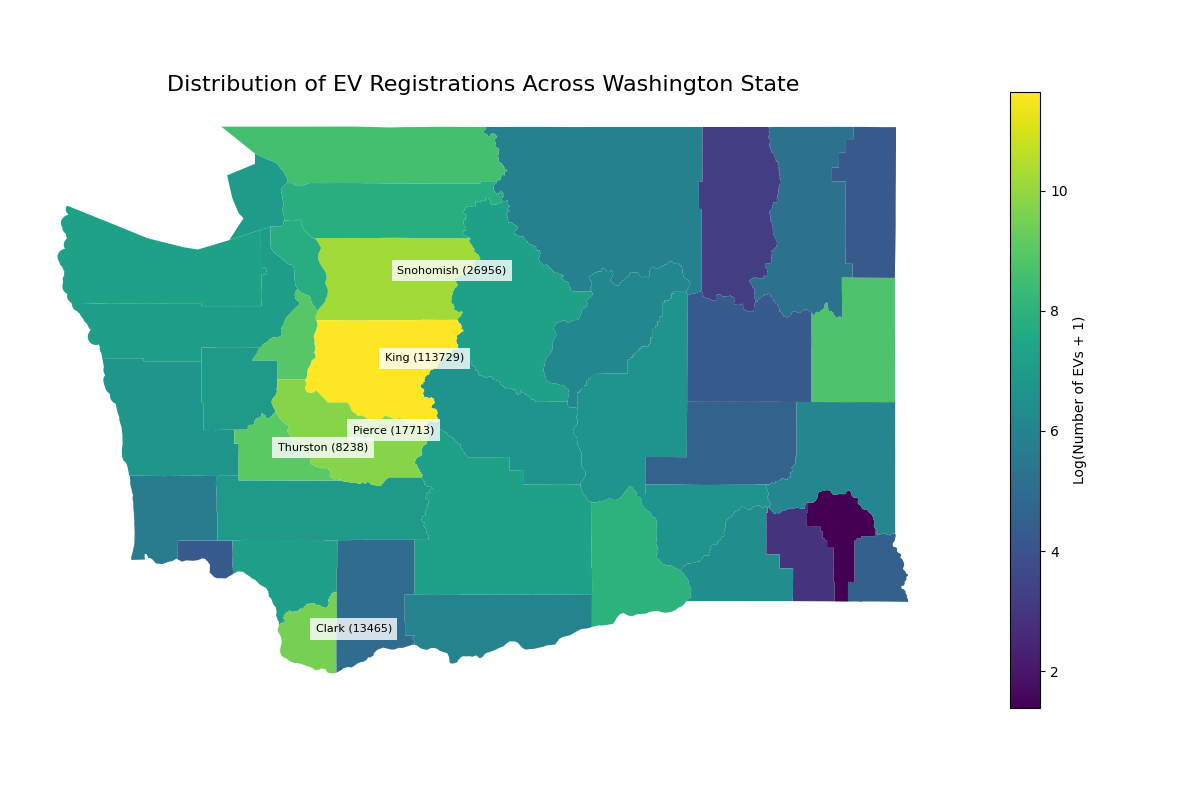 Distribution of EV Registrations Across Washington State
Snohomish (26956)
King (113729)
Pierce (17713)
Thurston (8238)
Clark (13465)
10
8
6
4
2
Log(Number of EVs + 1)